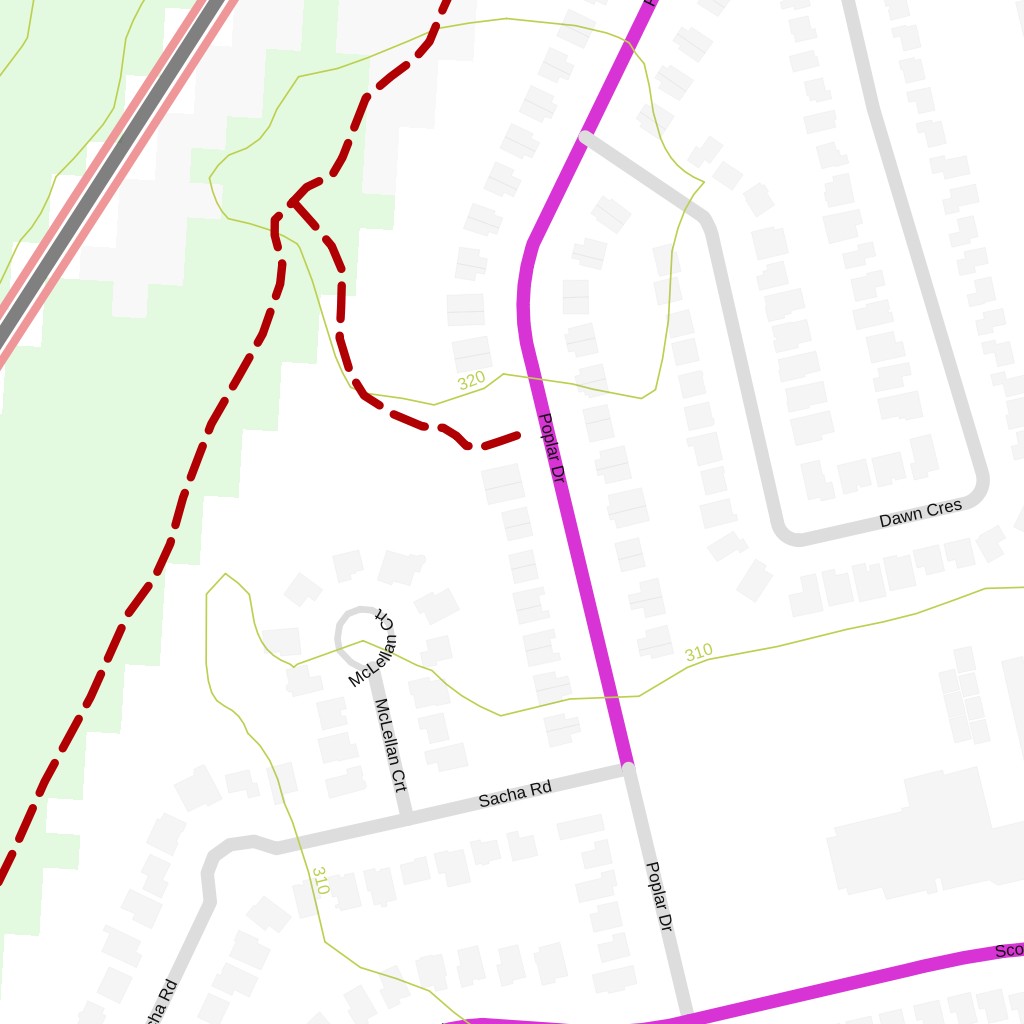 320
Poplar Dr
Dawn Cres
McLellan Crt
310
McLellan Crt
Sacha Rd
310
Poplar Dr
Sco
cha Rd